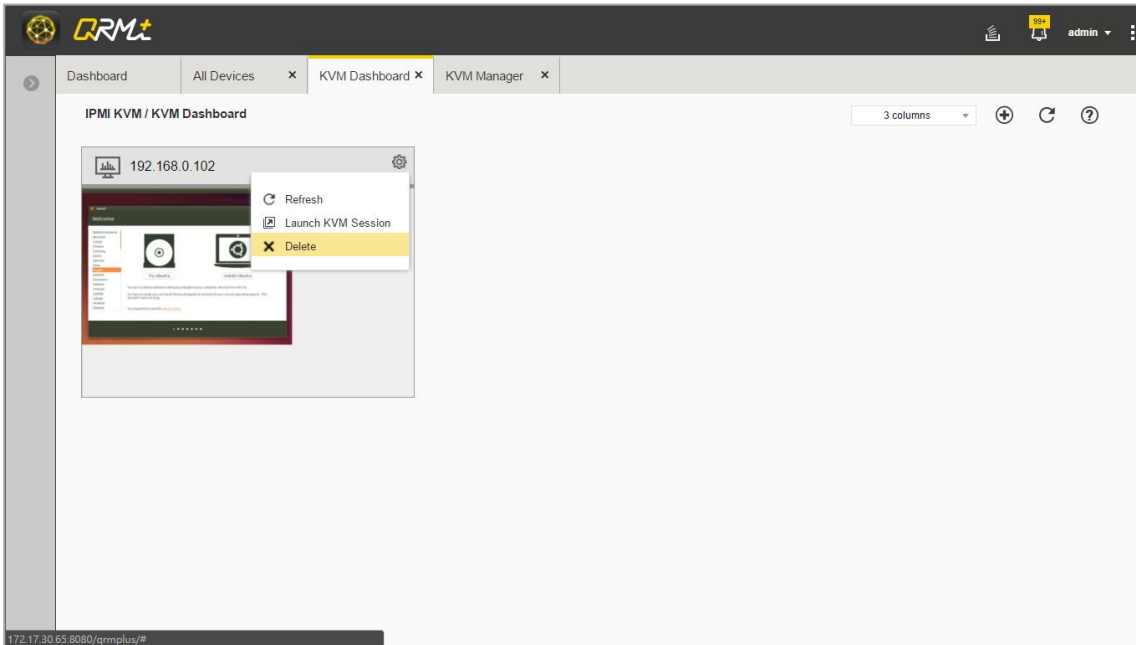 QRM+
99+
admin
Dashboard
All Devices
KVM Dashboard
KVM Manager
IPMI KVM / KVM Dashboard
3 columns
192.168.0.102
Refresh
Launch KVM Session
Delete
Welcome
Try Ubuntu
Install Ubuntu
172.17.30.65:8080/qrmplus/#